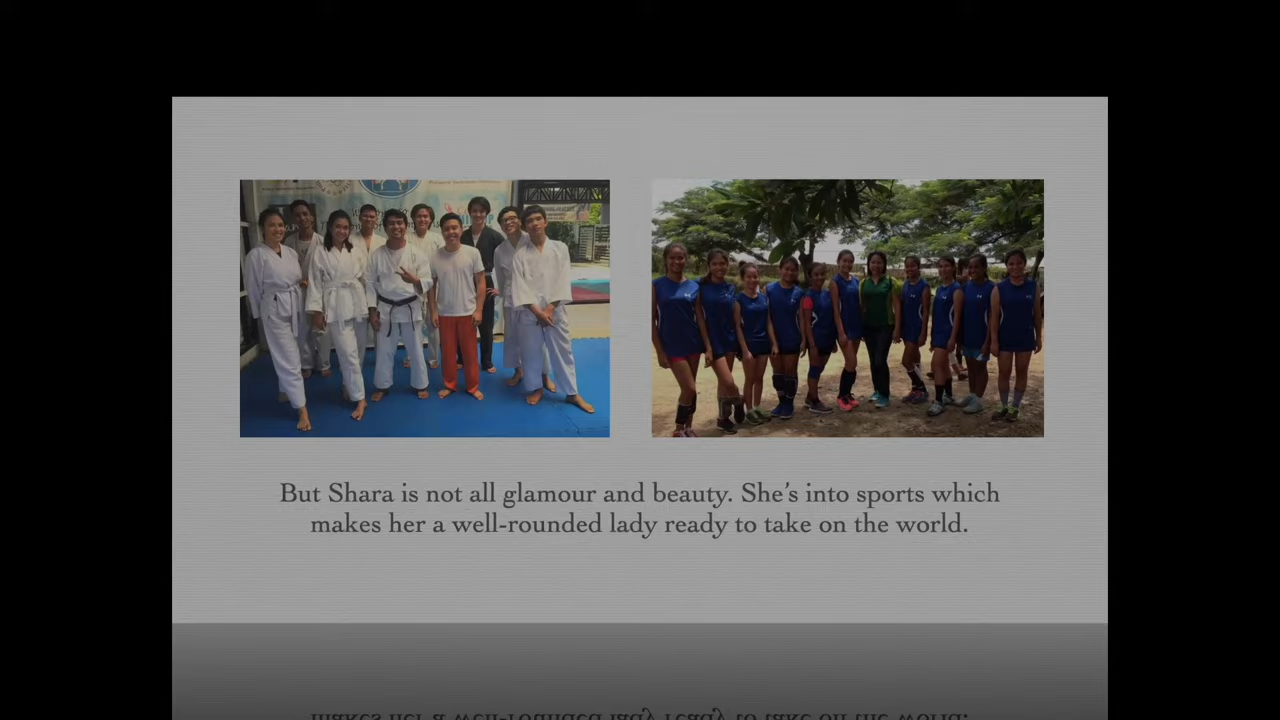 But Shara is not all glamour and beauty. She's into sports which
makes her a well-rounded lady ready to take on the world.